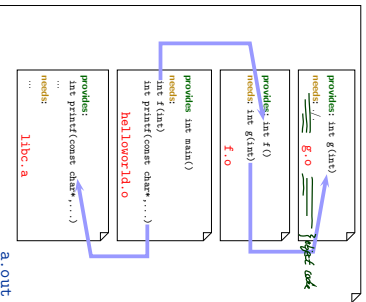 provides: int g(int)
needs: ./.
g.o
object code
provides: int f()
needs: int g(int)
f.o
provides int main()
needs:
int f(int)
int printf(const char*,...)
helloworld.o
provides:
int printf(const char*,...)
...
needs:
...
libc.a
a.out